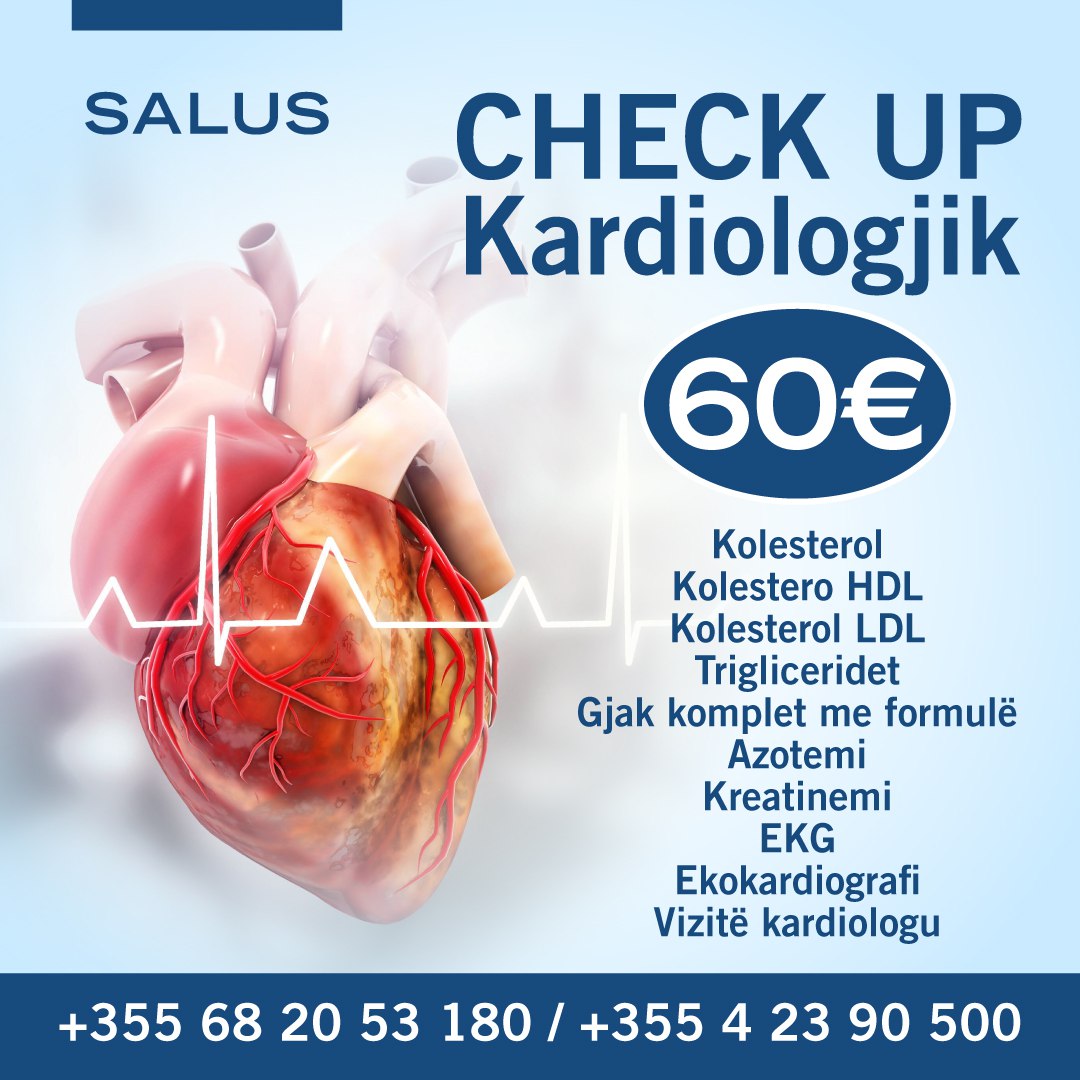 SALUS
CHECK UP
Kardiologjik
60€
Kolesterol
Kolestero HDL
Kolesterol LDL
Trigliceridet
Gjak komplet me formulë
Azotemi
Kreatinemi
EKG
Ekokardiografi
Vizitë kardiologu
+355 68 20 53 180 / +355 4 23 90 500